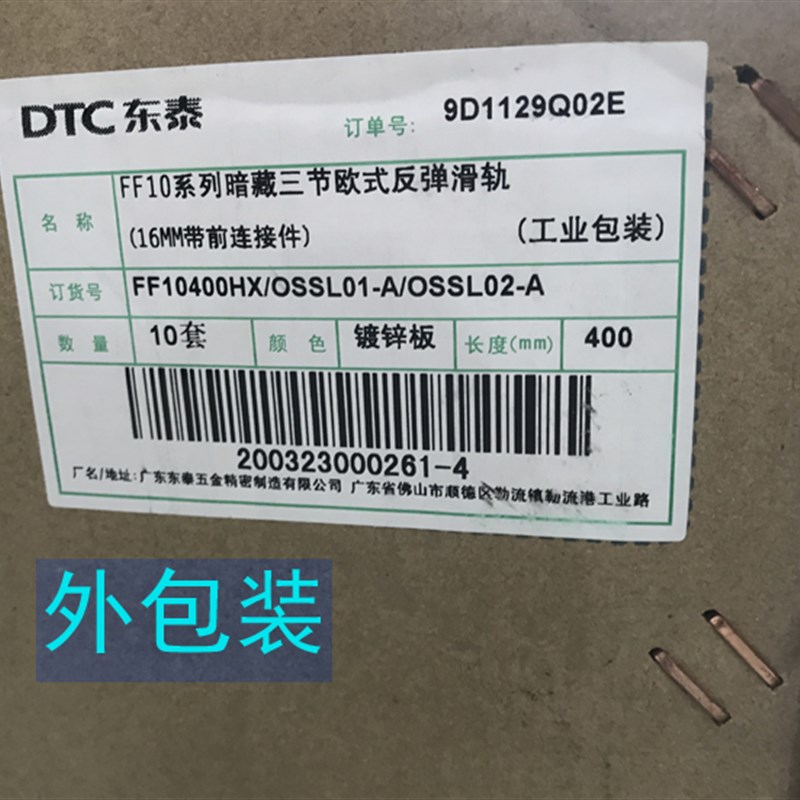 DTC 东泰 订单号: 9D1129Q02E
名称 FF10系列暗藏三节欧式反弹滑轨
(16MM带前连接件) (工业包装)
订货号 FF10400HX/OSSL01-A/OSSL02-A
数量 10套 颜色 镀锌板 长度(mm) 400
200323000261-4
厂名/地址:广东东泰五金精密制造有限公司 广东省佛山市顺德区勒流镇勒流港工业路
外包装